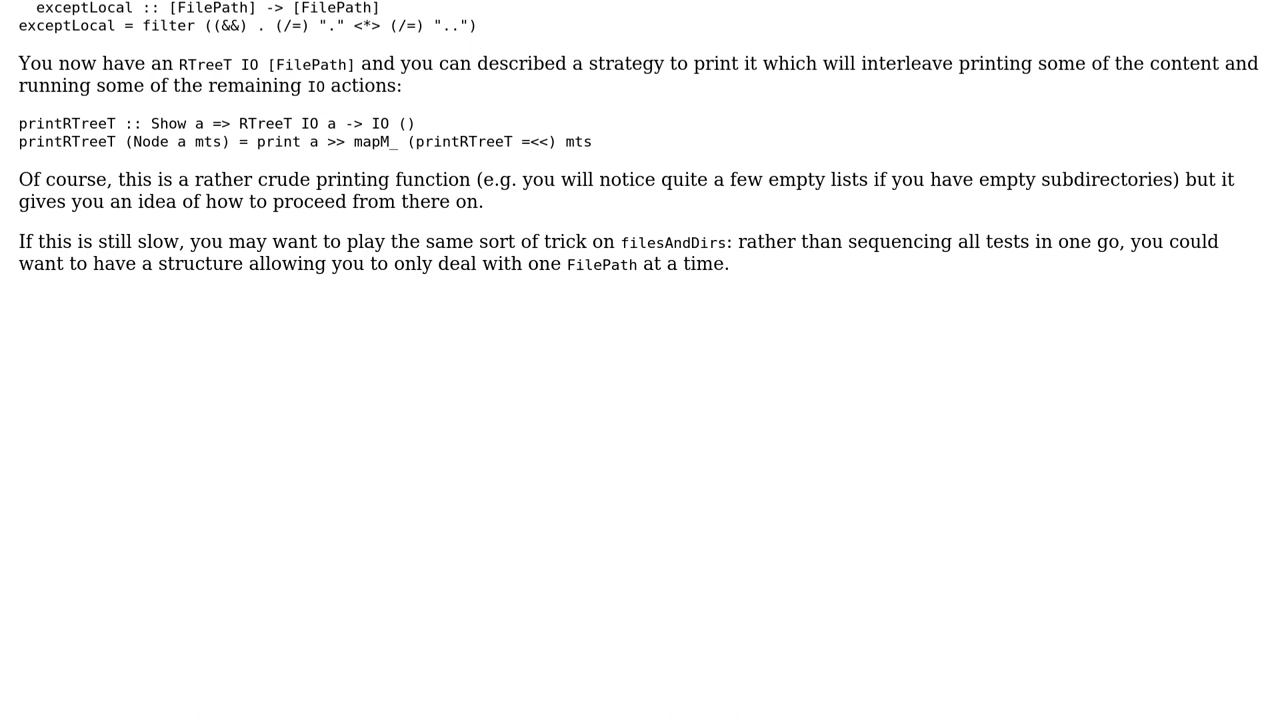 exceptLocal :: [FilePath] -> [FilePath]
exceptLocal = filter ((&&) . (/=) "." <*> (/=) "..")
You now have an RTreeT IO [FilePath] and you can described a strategy to print it which will interleave printing some of the content and
running some of the remaining IO actions:
printRTreeT :: Show a => RTreeT IO a -> IO ()
printRTreeT (Node a mts) = print a >> mapM_ (printRTreeT =<<) mts
Of course, this is a rather crude printing function (e.g. you will notice quite a few empty lists if you have empty subdirectories) but it
gives you an idea of how to proceed from there on.
If this is still slow, you may want to play the same sort of trick on filesAndDirs: rather than sequencing all tests in one go, you could
want to have a structure allowing you to only deal with one FilePath at a time.